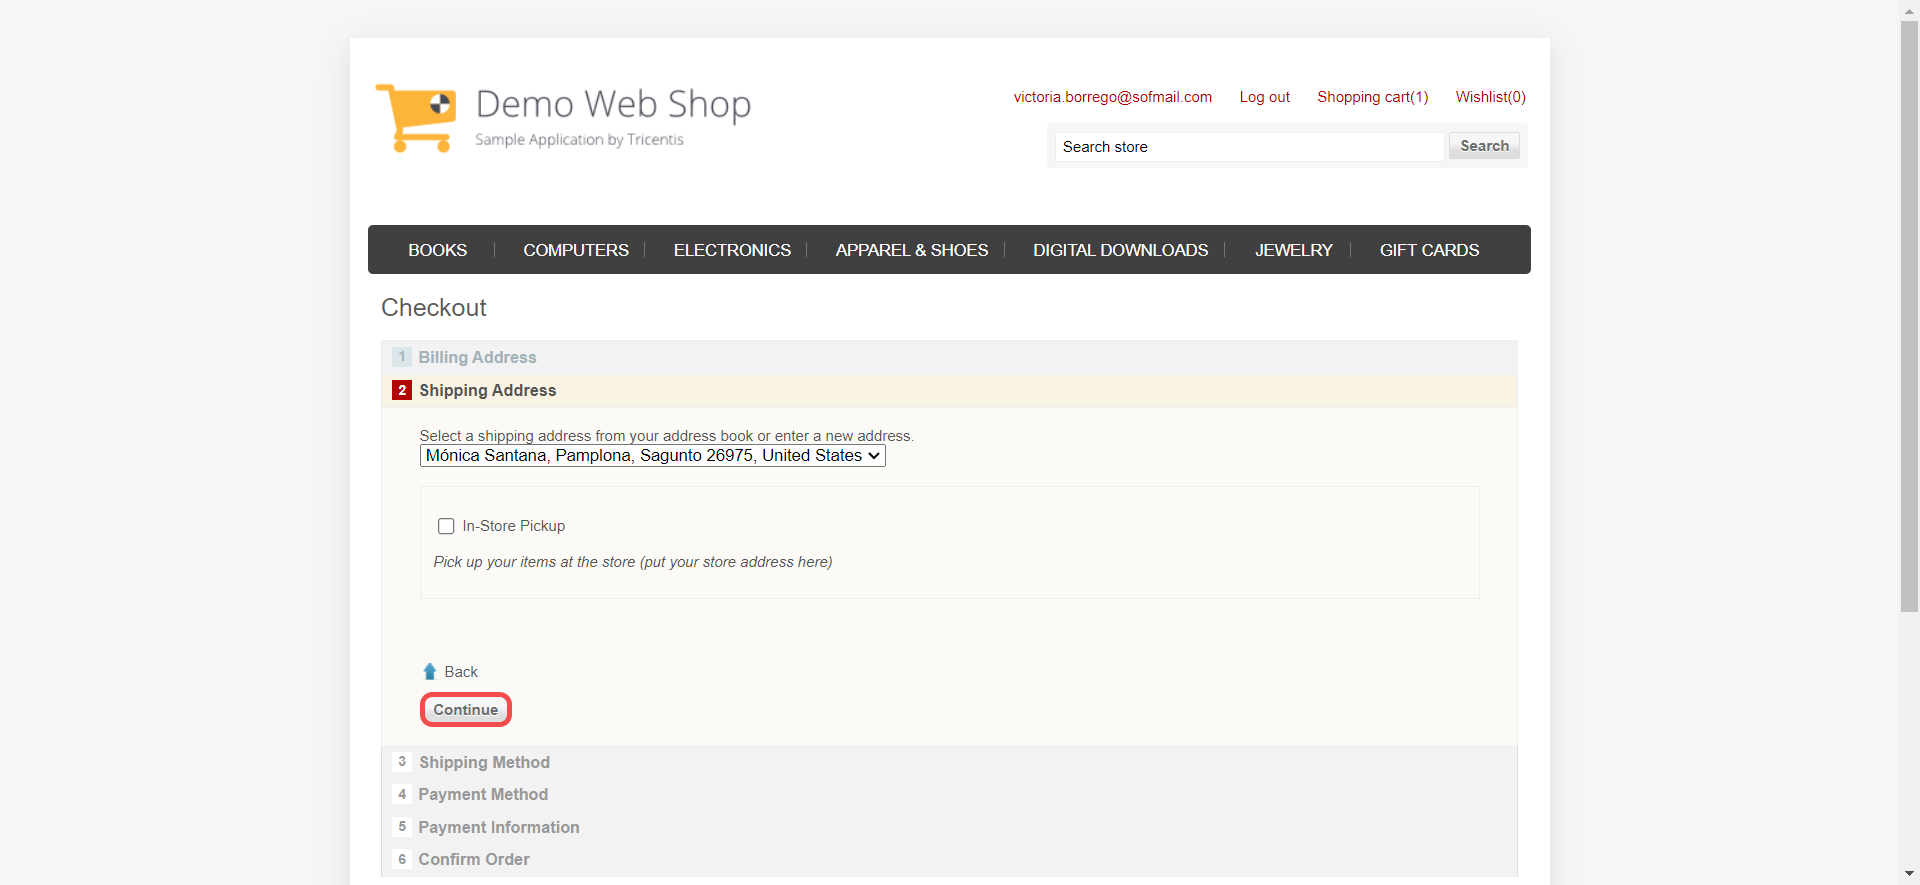 Demo Web Shop
Sample Application by Tricentis
victoria.borrego@sofmail.com Log out Shopping cart(1) Wishlist(0)
Search store Search
BOOKS COMPUTERS ELECTRONICS APPAREL & SHOES DIGITAL DOWNLOADS JEWELRY GIFT CARDS
Checkout
1 Billing Address
2 Shipping Address
Select a shipping address from your address book or enter a new address.
Mónica Santana, Pamplona, Sagunto 26975, United States
In-Store Pickup
Pick up your items at the store (put your store address here)
Back
Continue
3 Shipping Method
4 Payment Method
5 Payment Information
6 Confirm Order